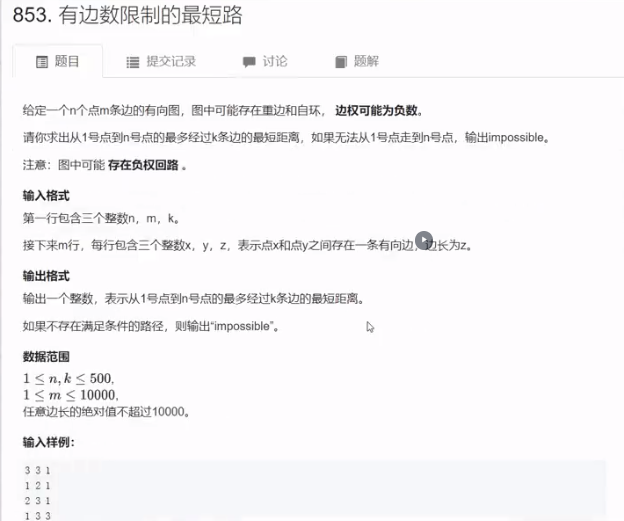 853. 有边数限制的最短路
题目 提交记录 讨论 题解
给定一个n个点m条边的有向图，图中可能存在重边和自环， 边权可能为负数。
请你求出从1号点到n号点的最多经过k条边的最短距离，如果无法从1号点走到n号点，输出impossible。
注意：图中可能 存在负权回路 。
输入格式
第一行包含三个整数n，m，k。
接下来m行，每行包含三个整数x，y，z，表示点x和点y之间存在一条有向边，边长为z。
输出格式
输出一个整数，表示从1号点到n号点的最多经过k条边的最短距离。
如果不存在满足条件的路径，则输出“impossible”。
数据范围
1 ≤ n, k ≤ 500,
1 ≤ m ≤ 10000,
任意边长的绝对值不超过10000。
输入样例：
3 3 1
1 2 1
2 3 1
1 3 3